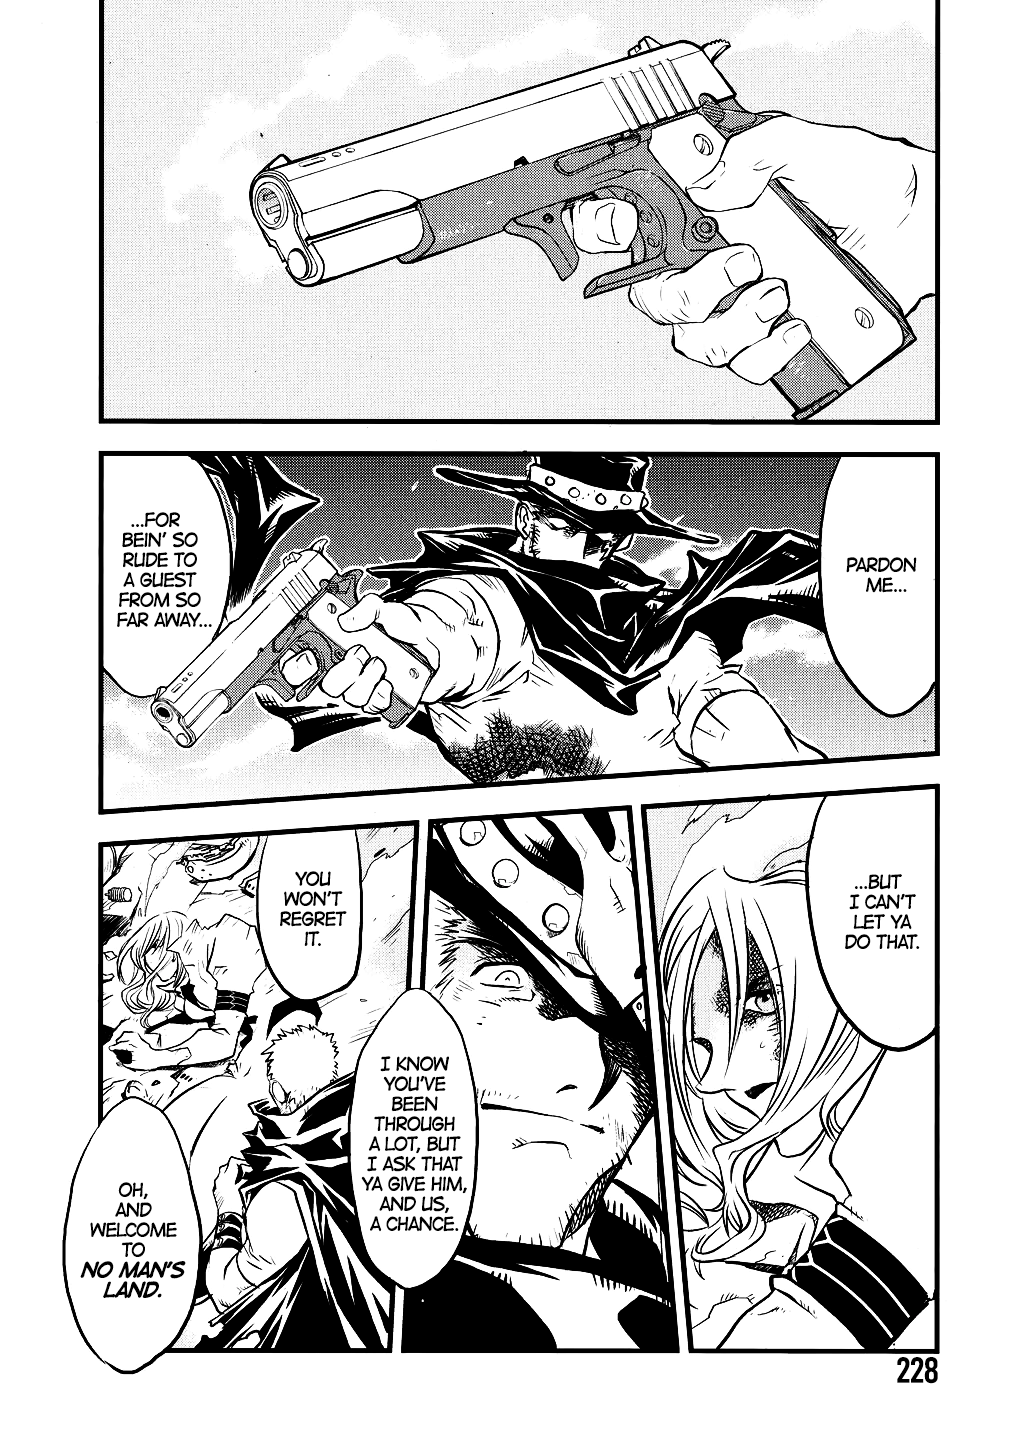 PARDON
ME...
...FOR
BEIN' SO
RUDE TO
A GUEST
FROM SO
FAR AWAY...
...BUT
I CAN'T
LET YA
DO THAT.
I KNOW
YOU'VE
BEEN
THROUGH
A LOT, BUT
I ASK THAT
YA GIVE HIM,
AND US,
A CHANCE.
YOU
WON'T
REGRET
IT.
OH,
AND
WELCOME
TO
NO MAN'S
LAND.
228